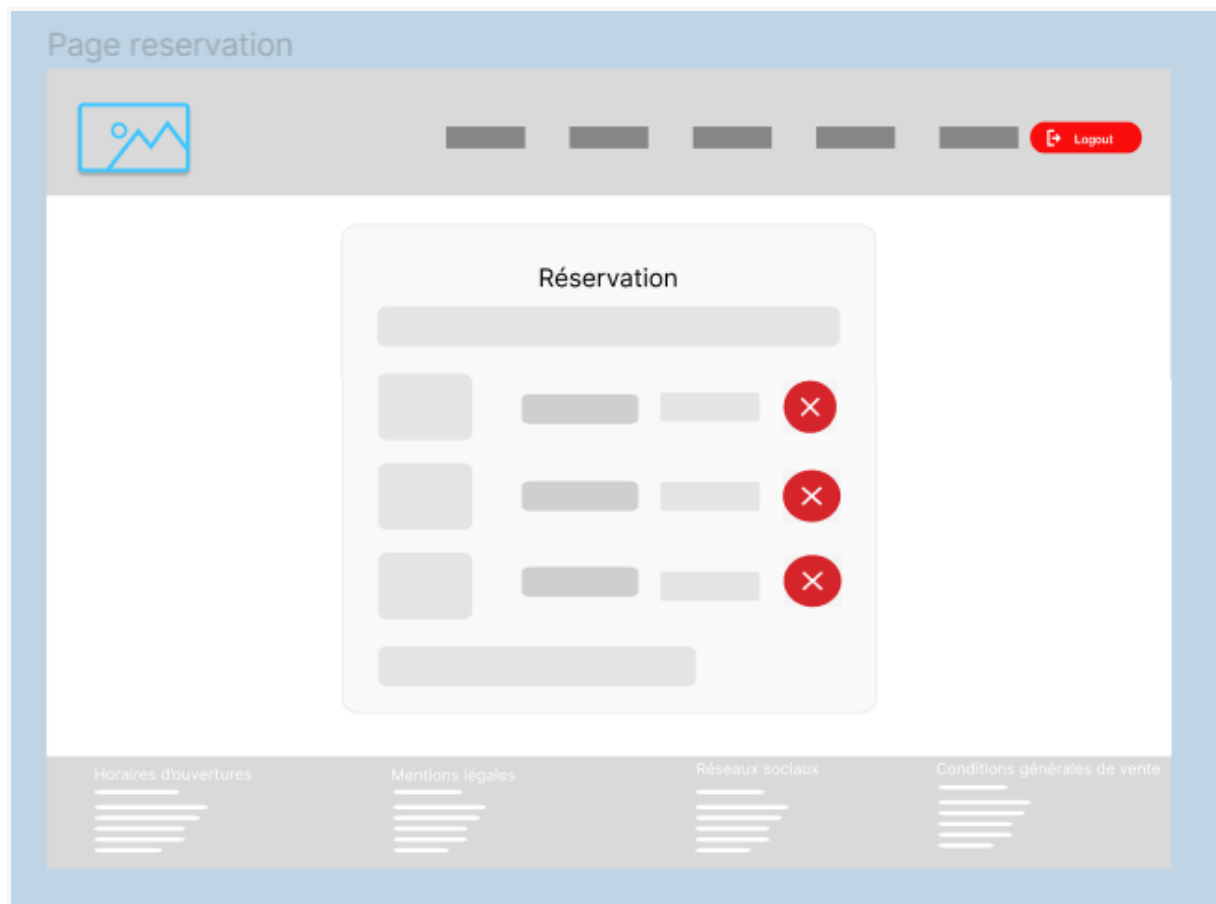 Page reservation
Logout
Réservation
Horaires d'ouvertures
Mentions légales
Réseaux sociaux
Conditions générales de vente